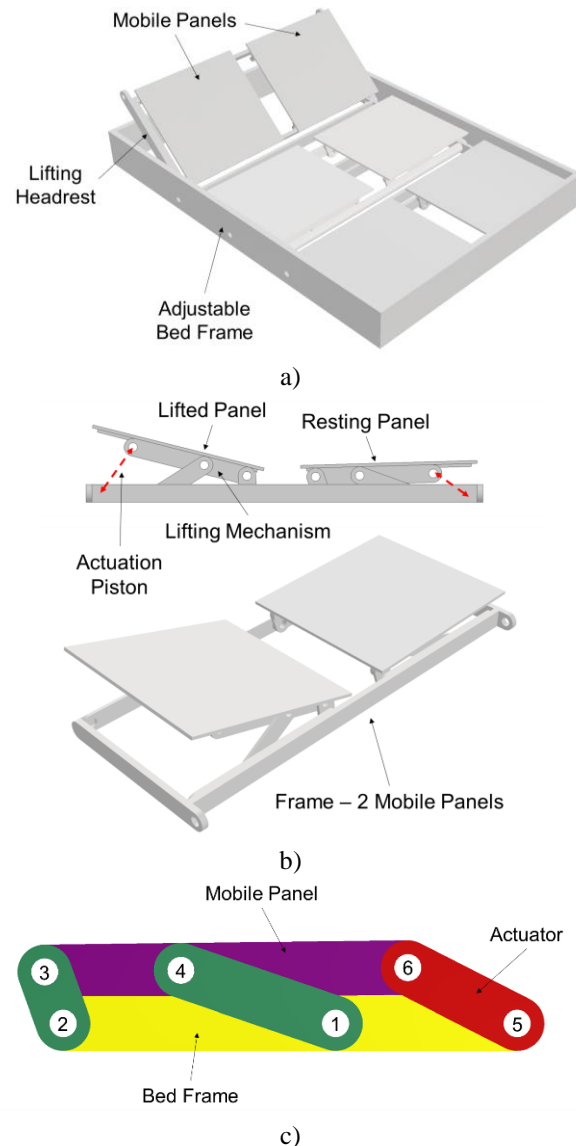 Mobile Panels
Lifting
Headrest
Adjustable
Bed Frame
a)
Lifted Panel
Resting Panel
Lifting Mechanism
Actuation
Piston
Frame – 2 Mobile Panels
b)
Mobile Panel
Actuator
3
4
6
2
1
5
Bed Frame
c)